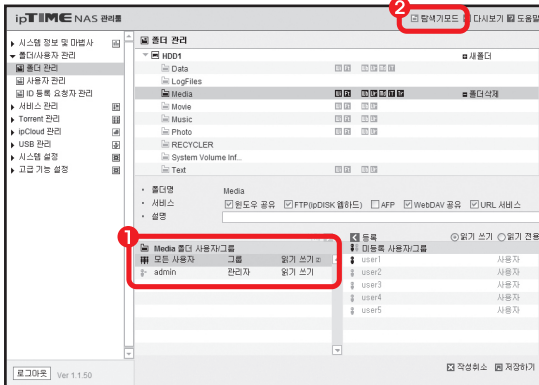 ipTIME NAS 관리툴
2
탐색기모드 다시보기 도움말
시스템 정보 및 마법사
폴더/사용자 관리
폴더 관리
사용자 관리
ID 등록 요청자 관리
서비스 관리
Torrent 관리
ipCloud 관리
USB 관리
시스템 설정
고급 기능 설정
폴더 관리
HDD1 새폴더
Data
LogFiles
Media 폴더삭제
Movie
Music
Photo
RECYCLER
System Volume Inf...
Text
폴더명 Media
서비스 윈도우 공유 FTP(ipDISK 웹하드) AFP WebDAV 공유 URL 서비스
설명
1
등록 읽기 쓰기 읽기 전용
Media 폴더 사용자/그룹 미등록 사용자/그룹
모든 사용자 그룹 읽기 쓰기 user1 사용자
admin 관리자 읽기 쓰기 user2 사용자
user3 사용자
user4 사용자
user5 사용자
로그아웃 Ver 1.1.50
작성취소 저장하기